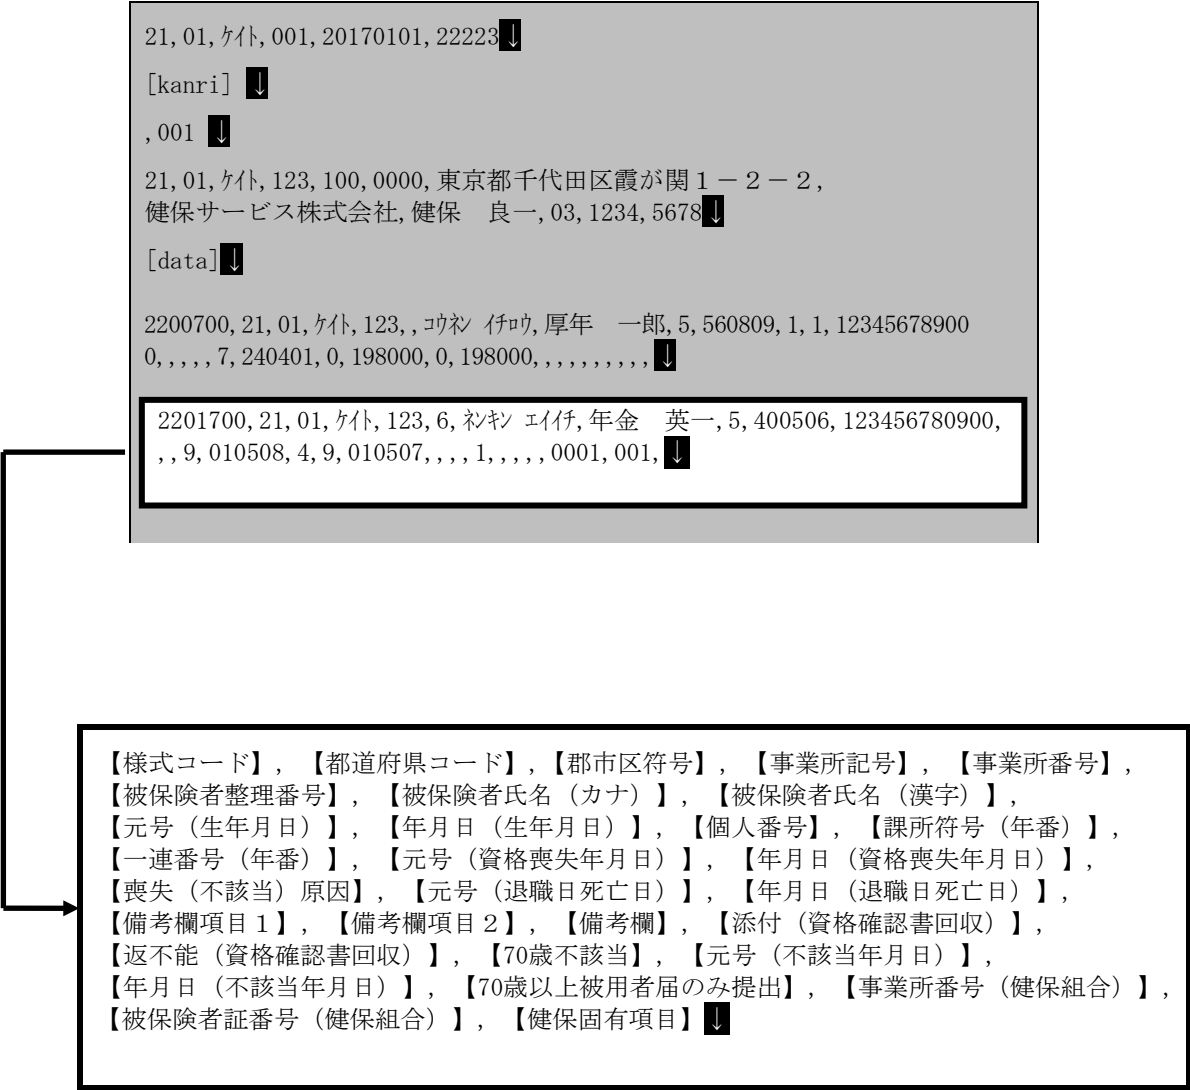 21,01,ｹｲﾄ,001,20170101,22223↓
[kanri] ↓
,001 ↓
21,01,ｹｲﾄ,123,100,0000,東京都千代田区霞が関１－２－２,
健保サービス株式会社,健保　良一,03,1234,5678↓
[data]↓
2200700,21,01,ｹｲﾄ,123,,ｺｳﾈﾝ ｲﾁﾛｳ,厚年　一郎,5,560809,1,1,12345678900
0,,,,,7,240401,0,198000,0,198000,,,,,,,,,,↓
2201700,21,01,ｹｲﾄ,123,6,ﾈﾝｷﾝ ｴｲｲﾁ,年金　英一,5,400506,123456780900,
,,9,010508,4,9,010507,,,,1,,,,,0001,001,↓
【様式コード】, 【都道府県コード】,【郡市区符号】, 【事業所記号】, 【事業所番号】,
【被保険者整理番号】, 【被保険者氏名（カナ）】, 【被保険者氏名（漢字）】,
【元号（生年月日）】, 【年月日（生年月日）】, 【個人番号】, 【課所符号（年番）】,
【一連番号（年番）】, 【元号（資格喪失年月日）】, 【年月日（資格喪失年月日）】,
【喪失（不該当）原因】, 【元号（退職日死亡日）】, 【年月日（退職日死亡日）】,
【備考欄項目１】, 【備考欄項目２】, 【備考欄】, 【添付（資格確認書回収）】,
【返不能（資格確認書回収）】, 【70歳不該当】, 【元号（不該当年月日）】,
【年月日（不該当年月日）】, 【70歳以上被用者届のみ提出】, 【事業所番号（健保組合）】,
【被保険者証番号（健保組合）】, 【健保固有項目】↓